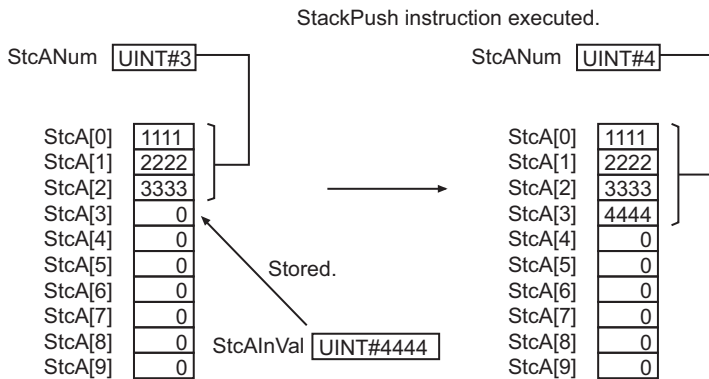 StackPush instruction executed.
StcANum UINT#3
StcANum UINT#4
StcA[0] 1111
StcA[1] 2222
StcA[2] 3333
StcA[3] 0
StcA[4] 0
StcA[5] 0
StcA[6] 0
StcA[7] 0
StcA[8] 0
StcA[9] 0
Stored.
StcAInVal UINT#4444
StcA[0] 1111
StcA[1] 2222
StcA[2] 3333
StcA[3] 4444
StcA[4] 0
StcA[5] 0
StcA[6] 0
StcA[7] 0
StcA[8] 0
StcA[9] 0